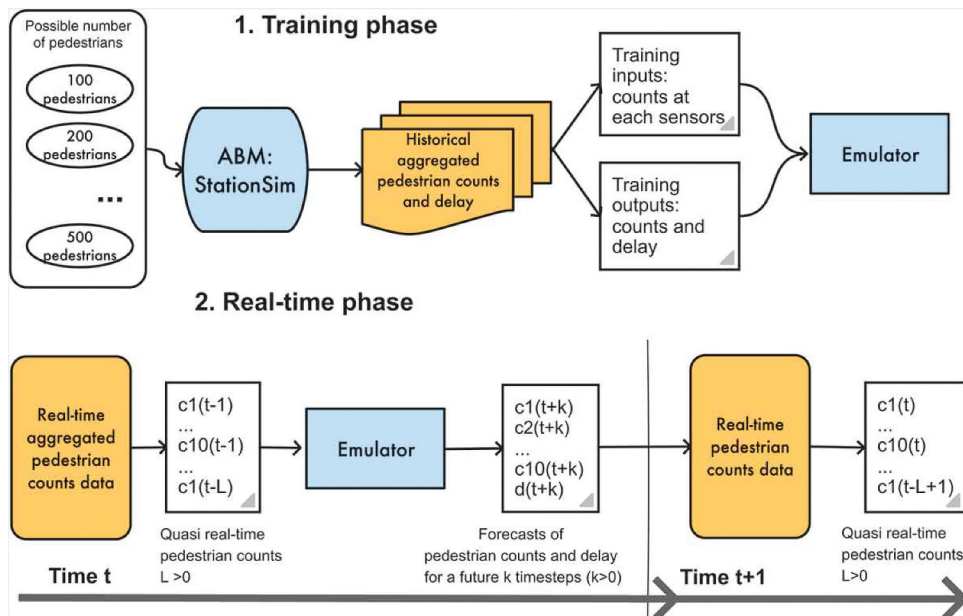 Possible number
of pedestrians
1. Training phase
100
pedestrians
200
pedestrians
...
500
pedestrians
ABM:
StationSim
Historical
aggregated
pedestrian counts
and delay
Training
inputs:
counts at
each sensors
Training
outputs:
counts and
delay
Emulator
2. Real-time phase
Real-time
aggregated
pedestrian
counts data
c1(t-1)
...
c10(t-1)
...
c1(t-L)
Quasi real-time
pedestrian counts
L >0
Emulator
c1(t+k)
c2(t+k)
...
c10(t+k)
d(t+k)
Forecasts of
pedestrian counts and delay
for a future k timesteps (k>0)
Real-time
pedestrian
counts data
c1(t)
...
c10(t)
...
c1(t-L+1)
Quasi real-time
pedestrian counts
L>0
Time t
Time t+1